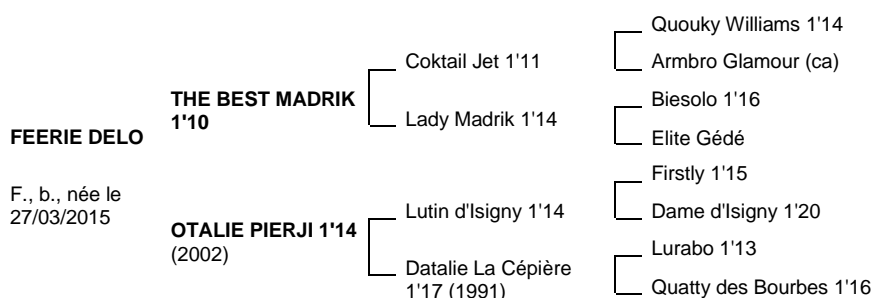 FEERIE DELO
F., b., née le
27/03/2015
THE BEST MADRIK
1'10
OTALIE PIERJI 1'14
(2002)
Coktail Jet 1'11
Lady Madrik 1'14
Lutin d'Isigny 1'14
Datalie La Cépière
1'17 (1991)
Quouky Williams 1'14
Armbro Glamour (ca)
Biesolo 1'16
Elite Gédé
Firstly 1'15
Dame d'Isigny 1'20
Lurabo 1'13
Quatty des Bourbes 1'16